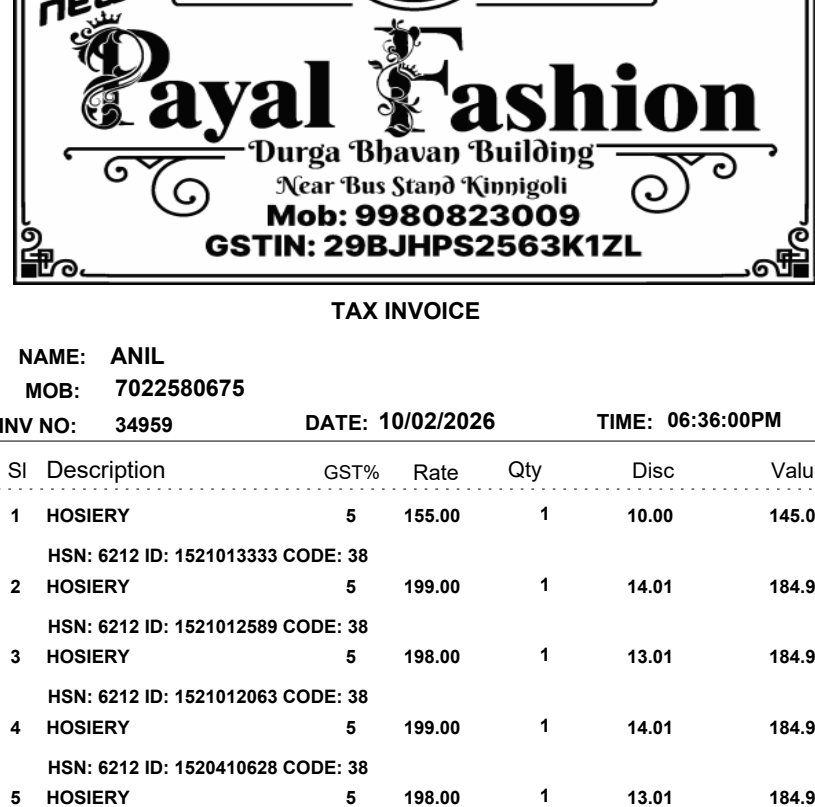 new
Payal Fashion
Durga Bhavan Building
Near Bus Stand Kinnigoli
Mob: 9980823009
GSTIN: 29BJHPS2563K1ZL
TAX INVOICE
NAME: ANIL
MOB: 7022580675
INV NO: 34959 DATE: 10/02/2026 TIME: 06:36:00PM
Sl Description GST% Rate Qty Disc Valu
1 HOSIERY 5 155.00 1 10.00 145.0
HSN: 6212 ID: 1521013333 CODE: 38
2 HOSIERY 5 199.00 1 14.01 184.9
HSN: 6212 ID: 1521012589 CODE: 38
3 HOSIERY 5 198.00 1 13.01 184.9
HSN: 6212 ID: 1521012063 CODE: 38
4 HOSIERY 5 199.00 1 14.01 184.9
HSN: 6212 ID: 1520410628 CODE: 38
5 HOSIERY 5 198.00 1 13.01 184.9